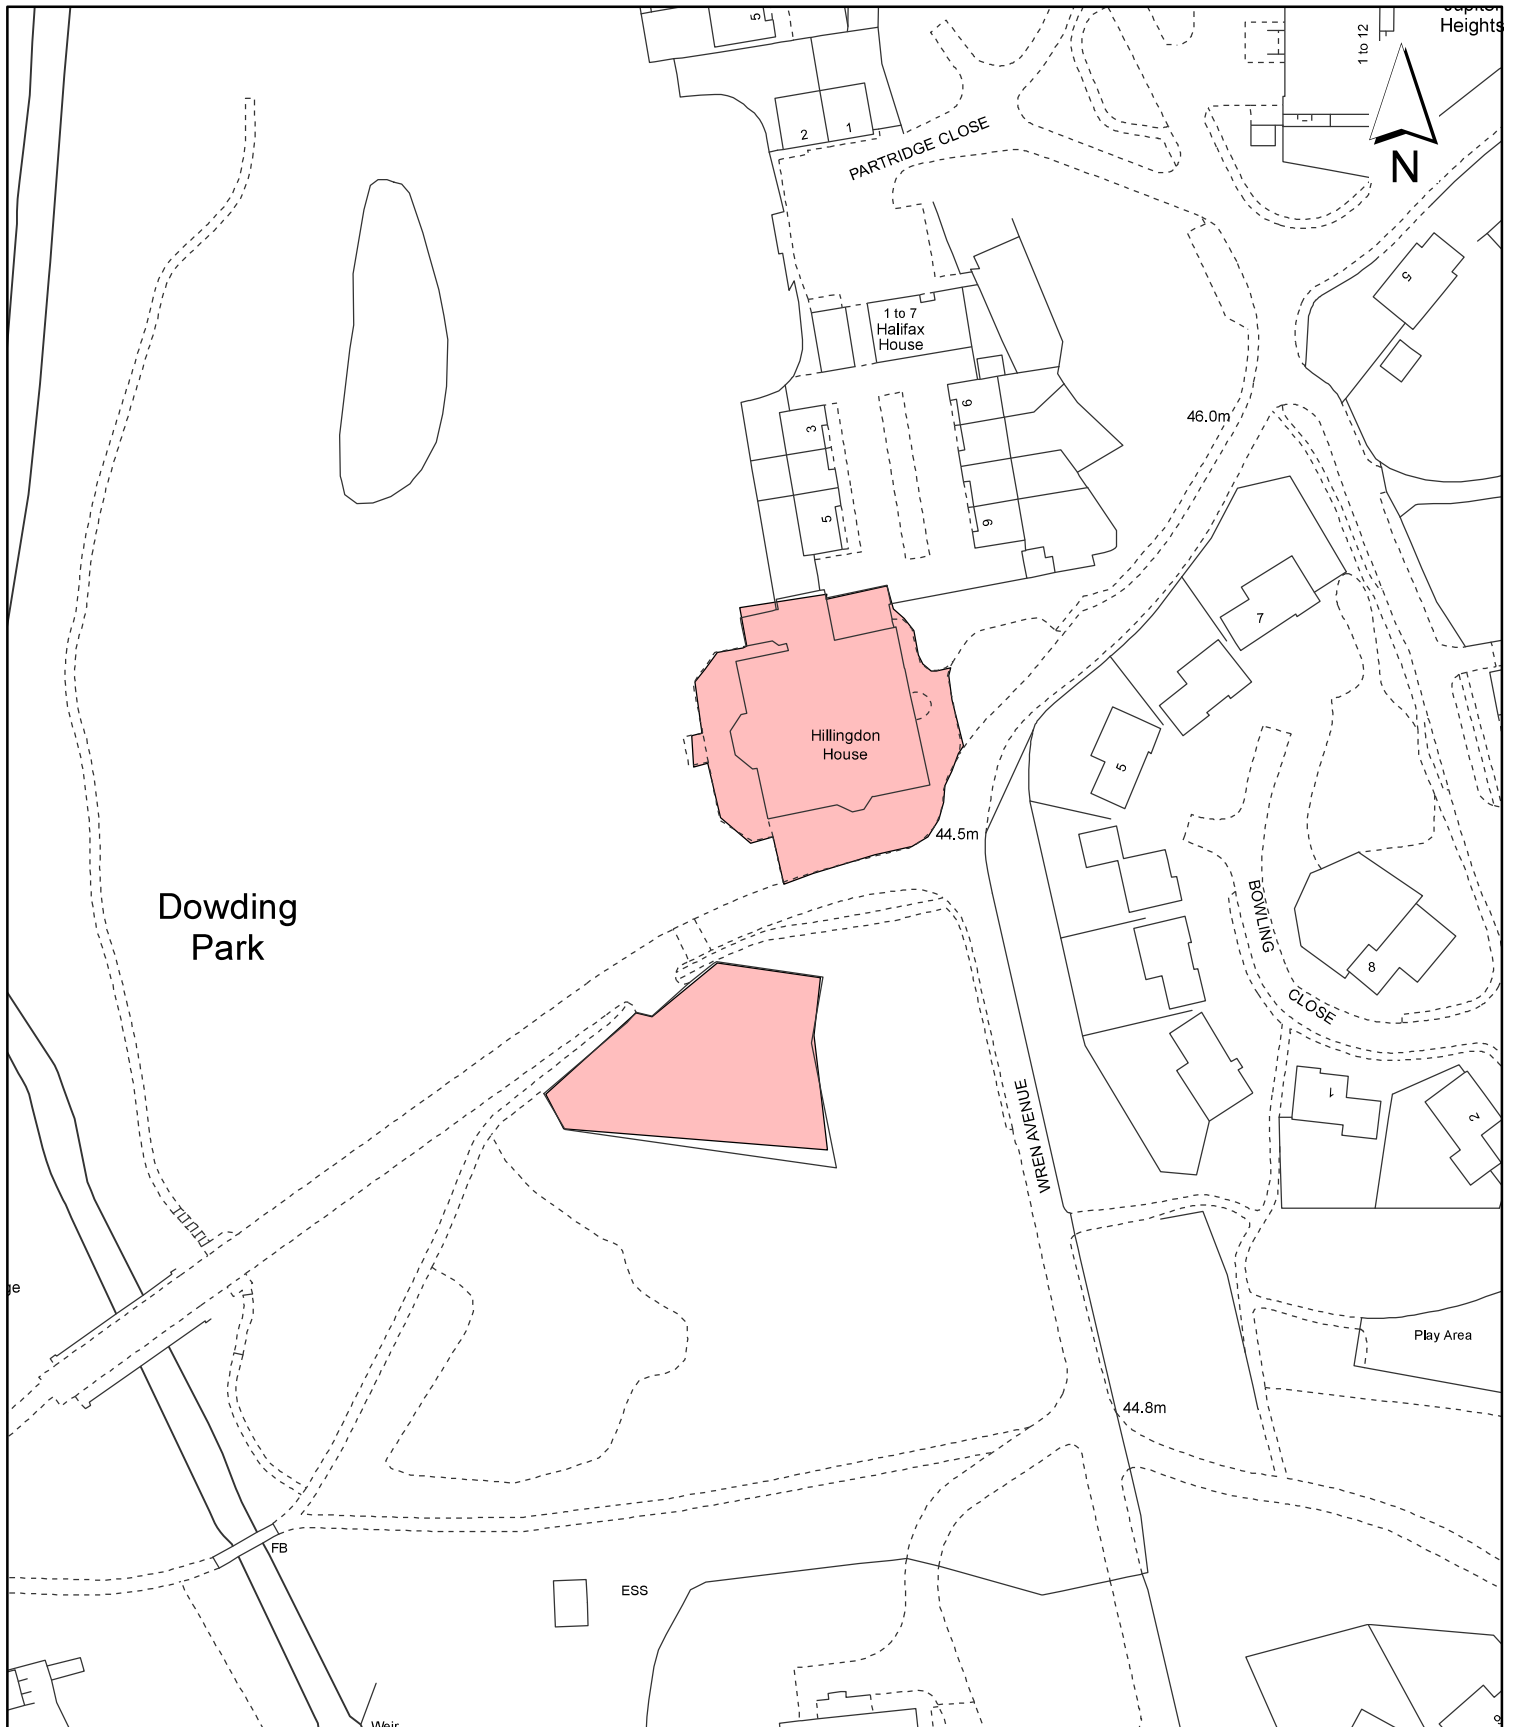 Heights
1 to 12
N
5
2
1
PARTRIDGE CLOSE
5
1 to 7
Halifax
House
46.0m
3
6
5
9
7
Hillingdon
House
5
44.5m
Dowding
Park
BOWLING
CLOSE
8
WREN AVENUE
1
2
ge
Play Area
44.8m
FB
ESS
Weir